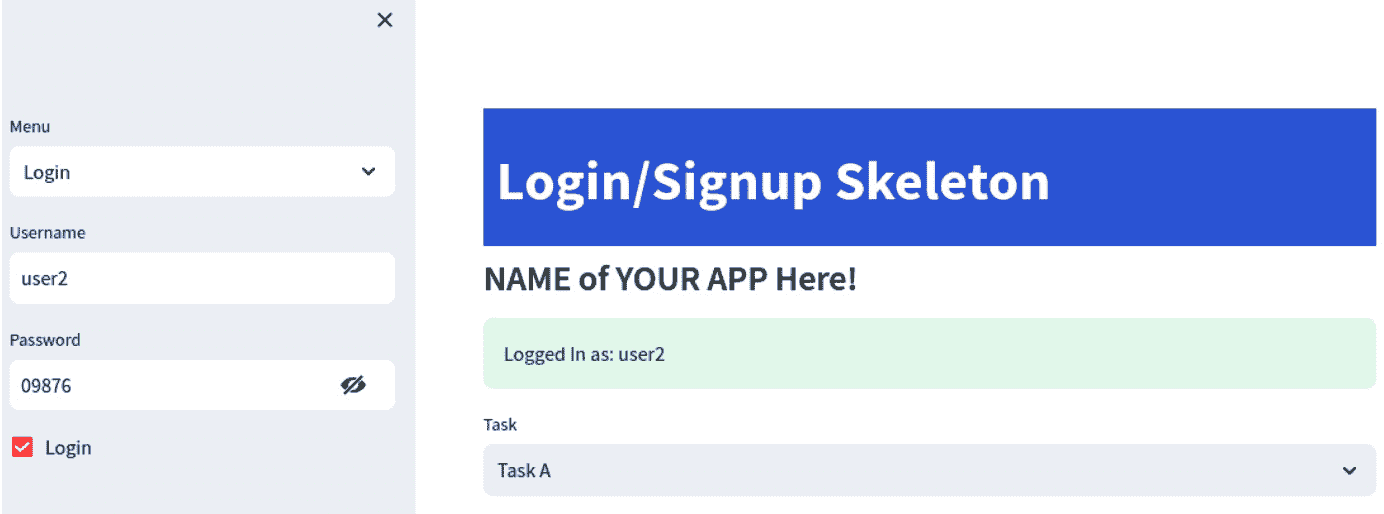 Menu
Login
Username
user2
Password
09876
Login
Login/Signup Skeleton
NAME of YOUR APP Here!
Logged In as: user2
Task
Task A